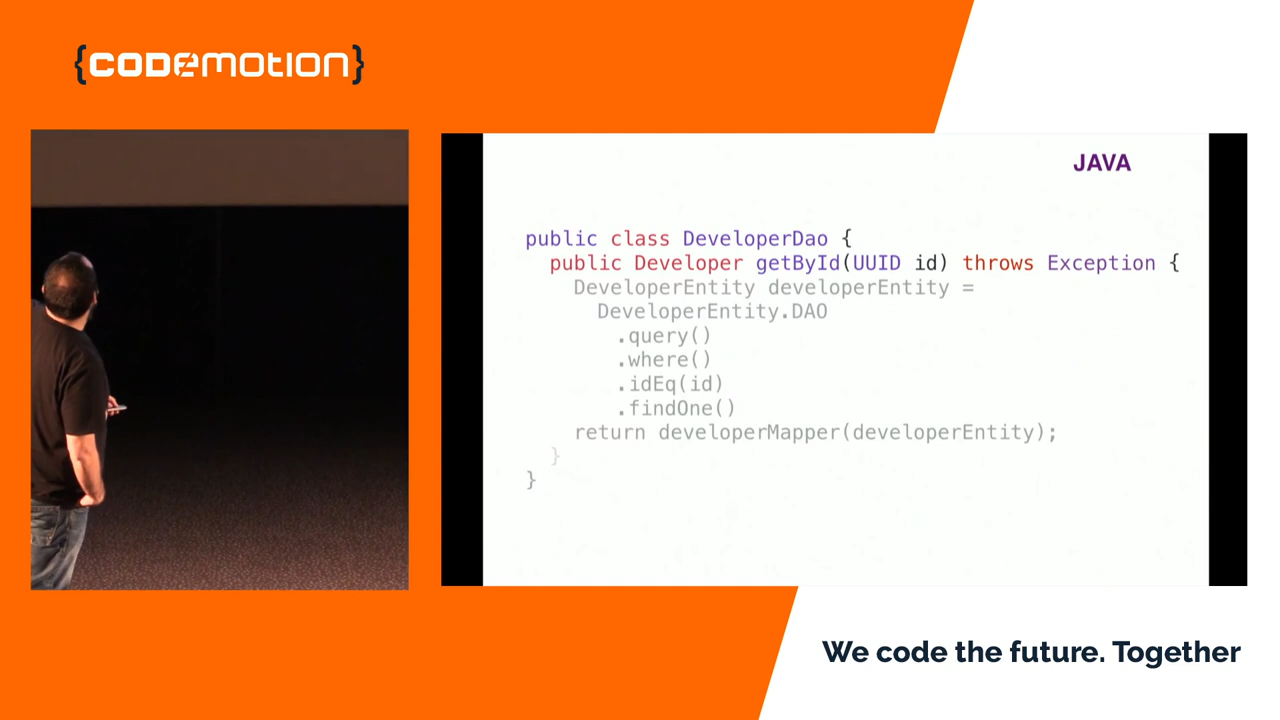 {CODEMOTION}
JAVA
public class DeveloperDao {
public Developer getById(UUID id) throws Exception {
DeveloperEntity developerEntity =
DeveloperEntity.DAO
.query()
.where()
.idEq(id)
.findOne()
return developerMapper(developerEntity);
}
}
We code the future. Together